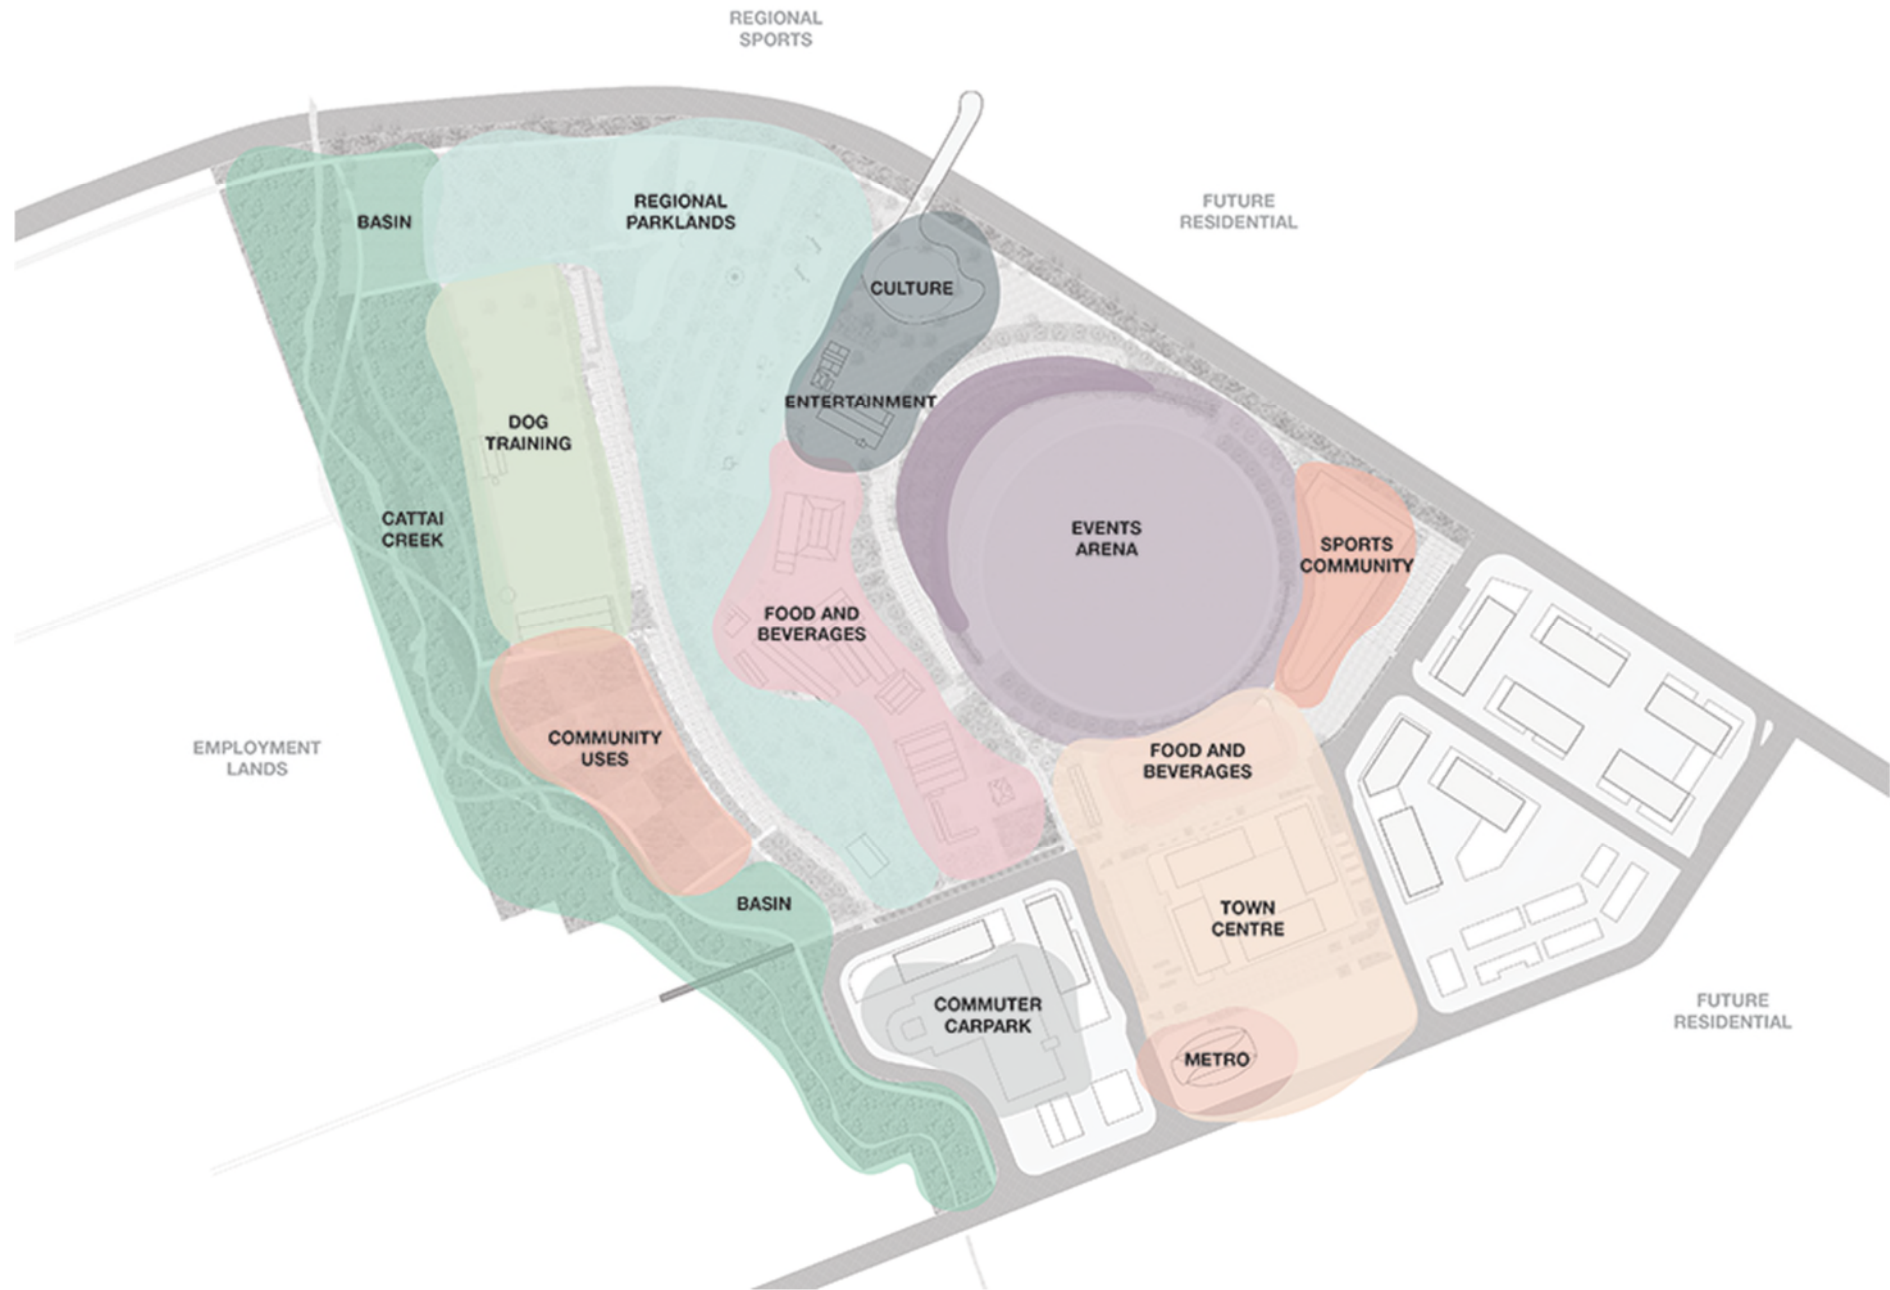 REGIONAL
SPORTS
FUTURE
RESIDENTIAL
BASIN
REGIONAL
PARKLANDS
CULTURE
ENTERTAINMENT
DOG
TRAINING
CATTAI
CREEK
EVENTS
ARENA
SPORTS
COMMUNITY
FOOD AND
BEVERAGES
EMPLOYMENT
LANDS
COMMUNITY
USES
FOOD AND
BEVERAGES
BASIN
TOWN
CENTRE
COMMUTER
CARPARK
METRO
FUTURE
RESIDENTIAL